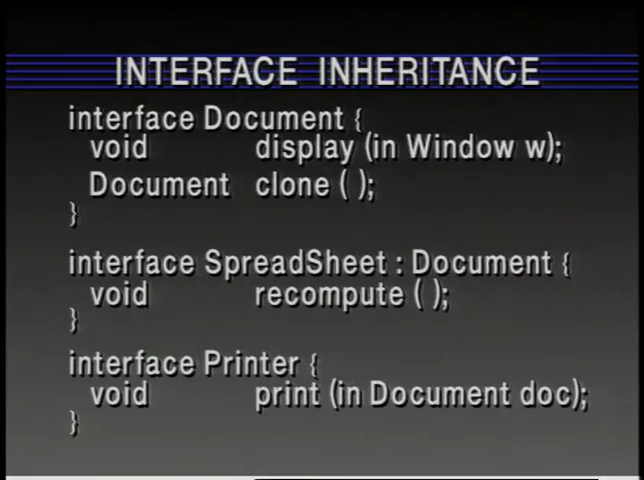 INTERFACE INHERITANCE
interface Document {
void display (in Window w);
Document clone ( );
}
interface SpreadSheet : Document {
void recompute ( );
}
interface Printer {
void print (in Document doc);
}